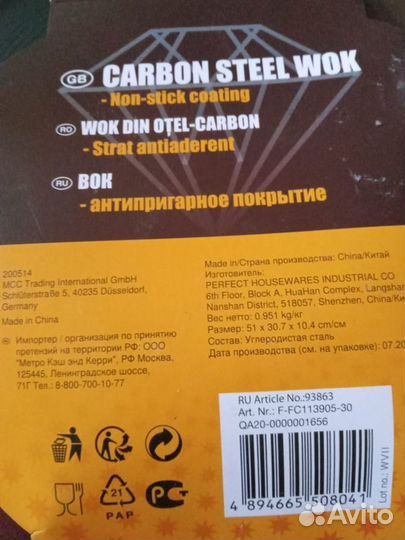 GB CARBON STEEL WOK
- Non-stick coating
RO WOK DIN OȚEL-CARBON
- Strat antiaderent
RU ВОК
- антипригарное покрытие
200514
MCC Trading International GmbH
Schlüterstraße 5, 40235 Düsseldorf,
Germany
Made in China
Импортер / организация по принятию
претензий на территории РФ: ООО
"Метро Кэш энд Керри", РФ Москва,
125445, Ленинградское шоссе,
71Г Тел.: 8-800-700-10-77
Made in/Страна производства: China/Китай
Изготовитель:
PERFECT HOUSEWARES INDUSTRIAL CO
6th Floor, Block A, HuaHan Complex, Langshan
Nanshan District, 518057, Shenzhen, China/Кит
Вес нетто: 0.951 kg/кг
Размер: 51 x 30.7 x 10.4 cm/см
Состав: Углеродистая сталь
Дата производства (см. на упаковке): 07.20
RU Article No.:93863
Art. Nr.: F-FC113905-30
QA20-0000001656
4 894665 508041
Lot no.: WVII
21
PAP
РСТ
Avito